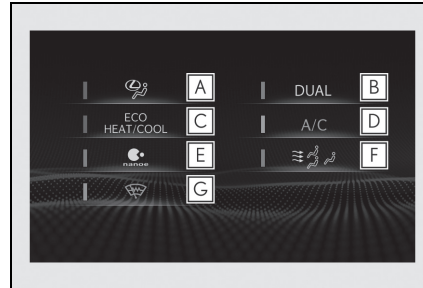 A
DUAL B
ECO
HEAT/COOL C
A/C D
nanoe E
F
G